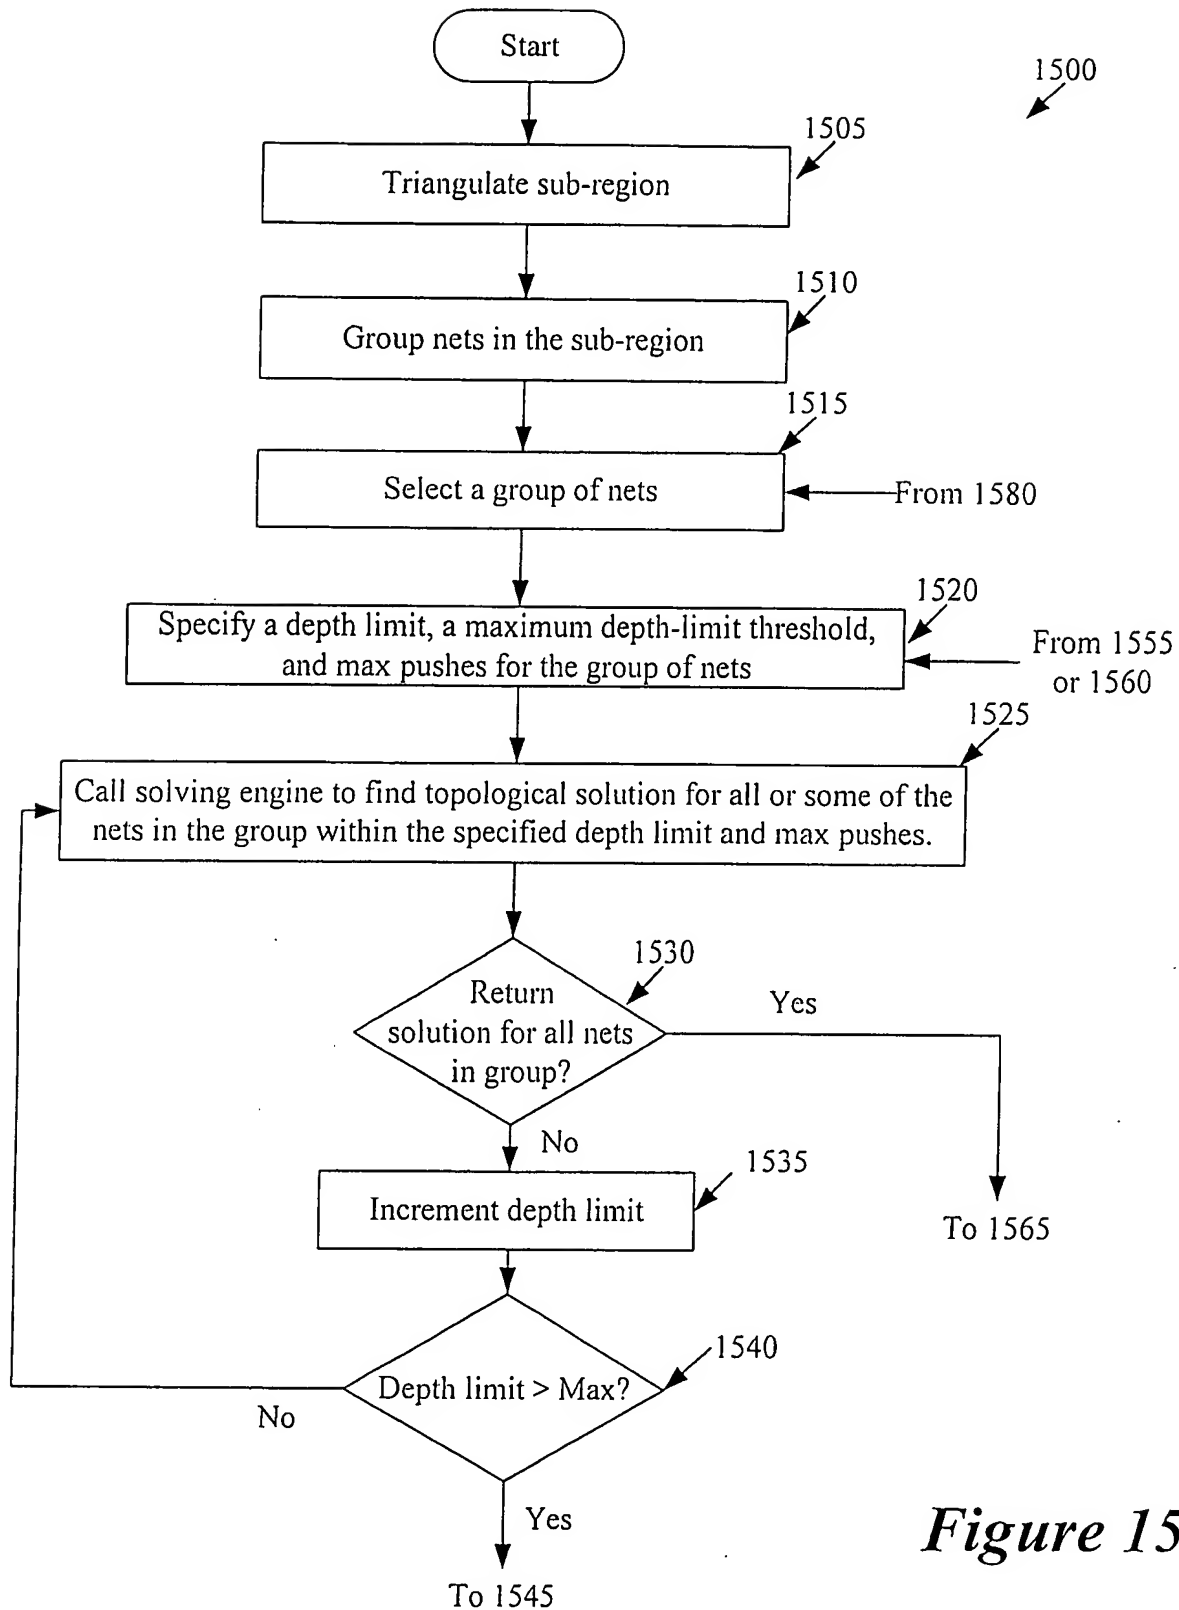 Start
1500
1505
Triangulate sub-region
1510
Group nets in the sub-region
1515
Select a group of nets
From 1580
1520
Specify a depth limit, a maximum depth-limit threshold,
and max pushes for the group of nets
From 1555
or 1560
1525
Call solving engine to find topological solution for all or some of the
nets in the group within the specified depth limit and max pushes.
1530
Return
solution for all nets
in group?
Yes
No
1535
Increment depth limit
To 1565
1540
Depth limit > Max?
No
Yes
To 1545
Figure 15